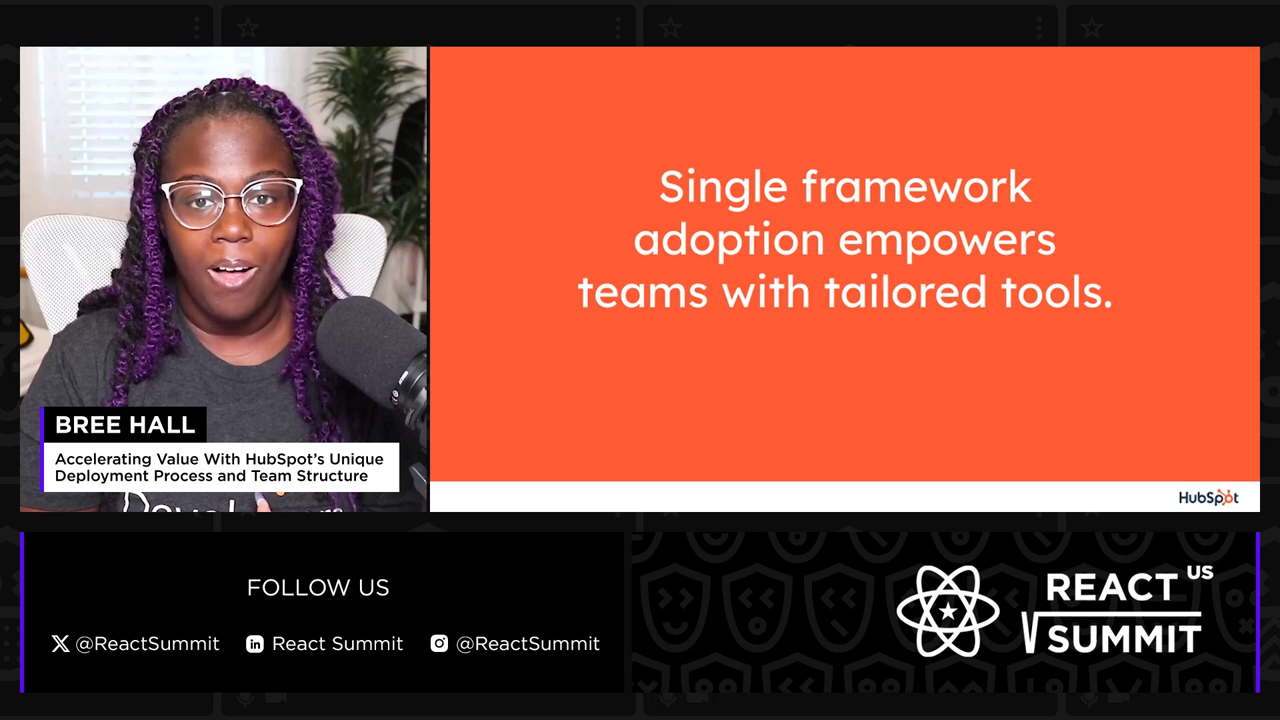 Single framework
adoption empowers
teams with tailored tools.
BREE HALL
Accelerating Value With HubSpot's Unique
Deployment Process and Team Structure
HubSpot
FOLLOW US
@ReactSummit
React Summit
@ReactSummit
REACT US
SUMMIT